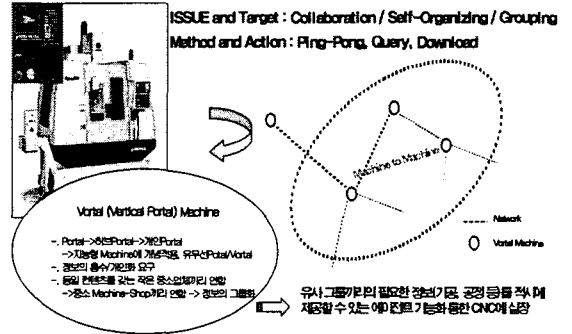 ISSUE and Target : Collaboration / Self-Organizing / Grouping
Method and Action : Ping-Pong, Query, Download
Machine to Machine
Vortal (Vertical Portal) Machine
-. Portal->허브Portal->개인Portal
->지능형 Machine에 개념적용, 유무선Potal/Vortal
-. 정보의 흡수/개인화 요구
-. 동일 컨텐츠를 갖는 작은 중소업체끼리 연합
->중소 Machine-Shop끼리 연합 -> 정보의 그룹화
Network
Vortal Machine
유사 그룹끼리의 필요한 정보(가공, 공정 등)를 적시에
제공할 수 있는 에이전트 기능화 통한 CNC에 실장